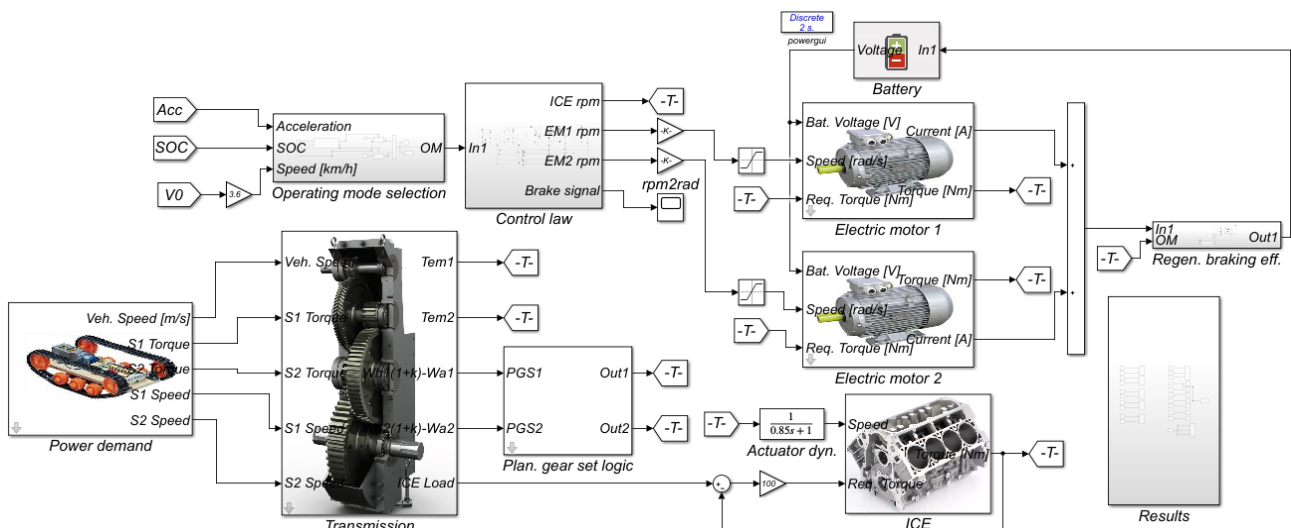 Discrete
2 s.
powergui
Voltage
In1
Battery
Acc
SOC
V0
3.6
Acceleration
SOC
Speed [km/h]
OM
Operating mode selection
In1
ICE rpm
EM1 rpm
EM2 rpm
Brake signal
Control law
-T-
-K-
-K-
rpm2rad
-T-
Bat. Voltage [V]
Speed [rad/s]
Req. Torque [Nm]
Current [A]
Torque [Nm]
-T-
Electric motor 1
-T-
Bat. Voltage [V]
Speed [rad/s]
Req. Torque [Nm]
Torque [Nm]
Current [A]
-T-
Electric motor 2
+
+
-T-
In1
OM
Out1
Regen. braking eff.
Veh. Speed [m/s]
S1 Torque
S2 Torque
S1 Speed
S2 Speed
Power demand
Veh. Speed
S1 Torque
S2 Torque
S1 Speed
S2 Speed
Tem1
Tem2
Wh1(1+k)-Wa1
Wh2(1+k)-Wa2
ICE Load
Transmission
-T-
-T-
PGS1
PGS2
Out1
Out2
Plan. gear set logic
-T-
-T-
-T-
1
0.85s + 1
Actuator dyn.
100
Speed
Req. Torque
Torque [Nm]
ICE
-T-
Results